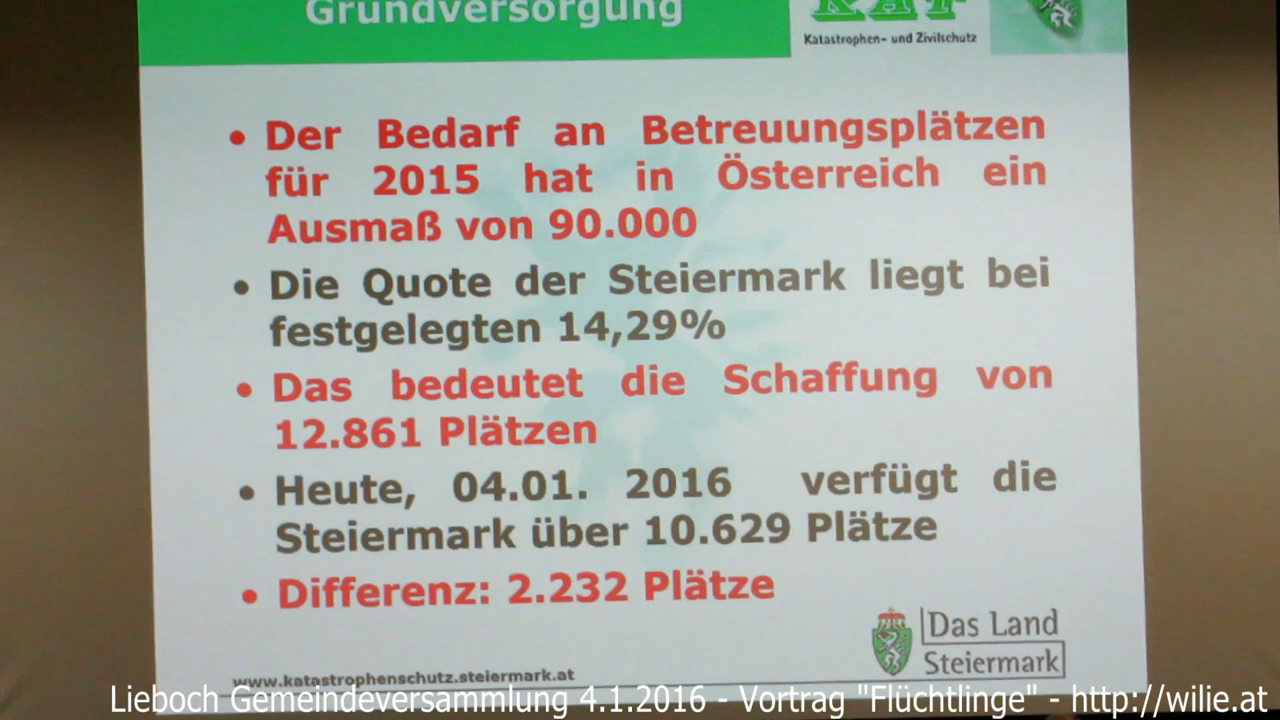 Grundversorgung
KAT
Katastrophen- und Zivilschutz
• Der Bedarf an Betreuungsplätzen
für 2015 hat in Österreich ein
Ausmaß von 90.000
• Die Quote der Steiermark liegt bei
festgelegten 14,29%
• Das bedeutet die Schaffung von
12.861 Plätzen
• Heute, 04.01. 2016 verfügt die
Steiermark über 10.629 Plätze
• Differenz: 2.232 Plätze
Das Land
Steiermark
www.katastrophenschutz.steiermark.at
Lieboch Gemeindeversammlung 4.1.2016 - Vortrag "Flüchtlinge" - http://wilie.at